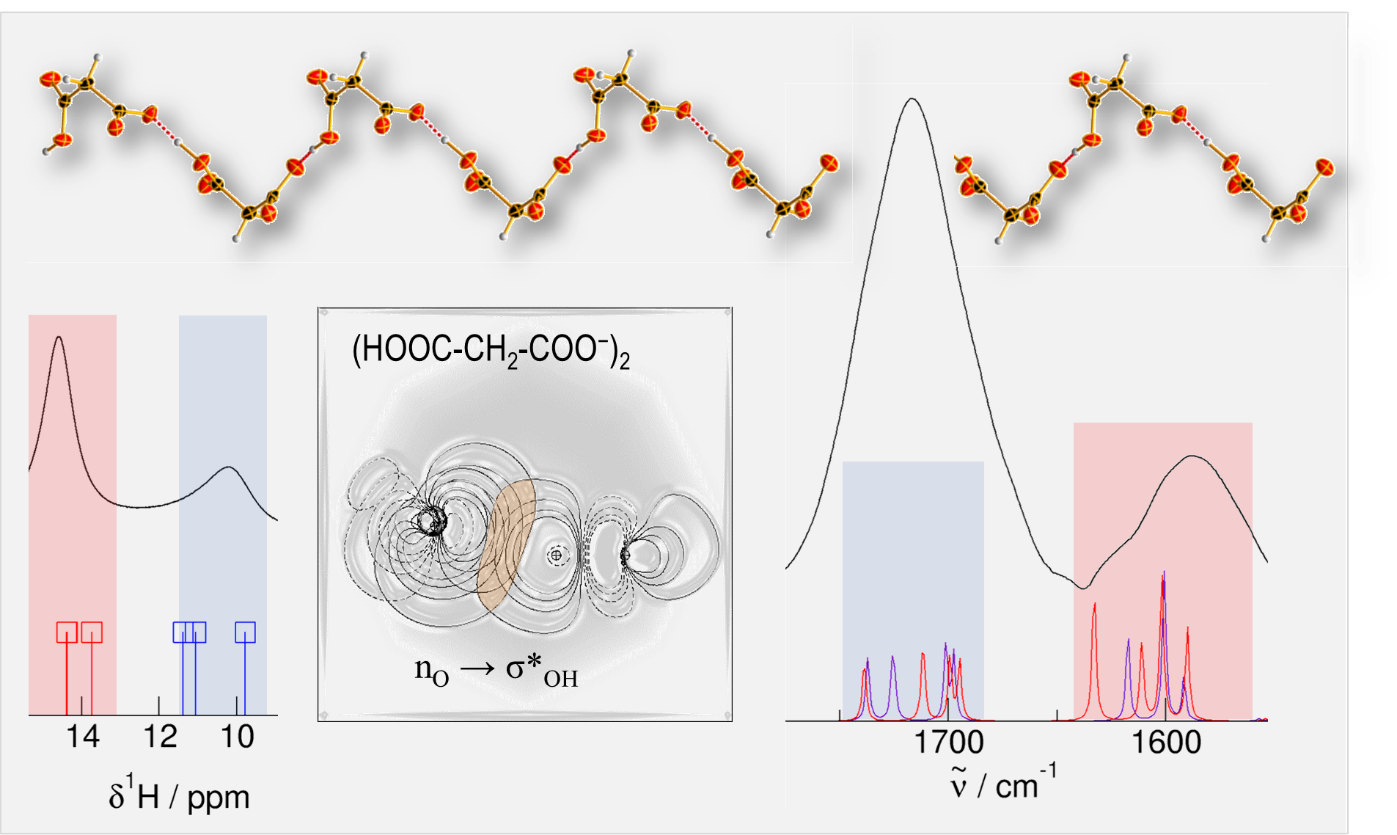 (HOOC-CH₂-COO⁻)₂
n_O → σ*_OH
14 12 10
δ¹H / ppm
1700 1600
ν̃ / cm⁻¹